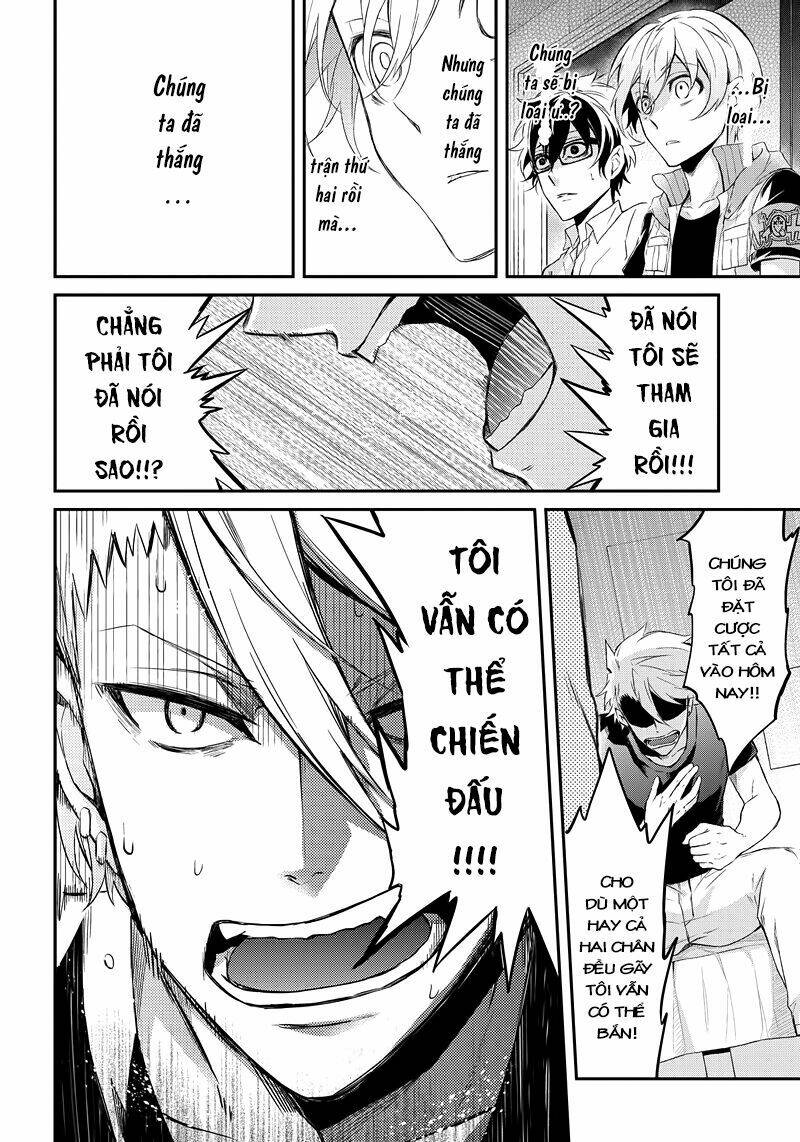 ...Bị
loại...
Chúng
ta sẽ bị
loại ư..?
Nhưng
chúng
ta đã
thắng
trận thứ
hai rồi
mà...
Chúng
ta đã
thắng
...
ĐÃ NÓI
TÔI SẼ
THAM
GIA
RỒI!!!
CHẲNG
PHẢI TÔI
ĐÃ NÓI
RỒI
SAO!!?
CHÚNG
TÔI ĐÃ
ĐẶT
CƯỢC
TẤT CẢ
VÀO HÔM
NAY!!
CHO
DÙ MỘT
HAY CẢ
HAI CHÂN
ĐỀU GÃY
TÔI VẪN
CÓ THỂ
BẮN!
TÔI
VẪN CÓ
THỂ
CHIẾN
ĐẤU
!!!!